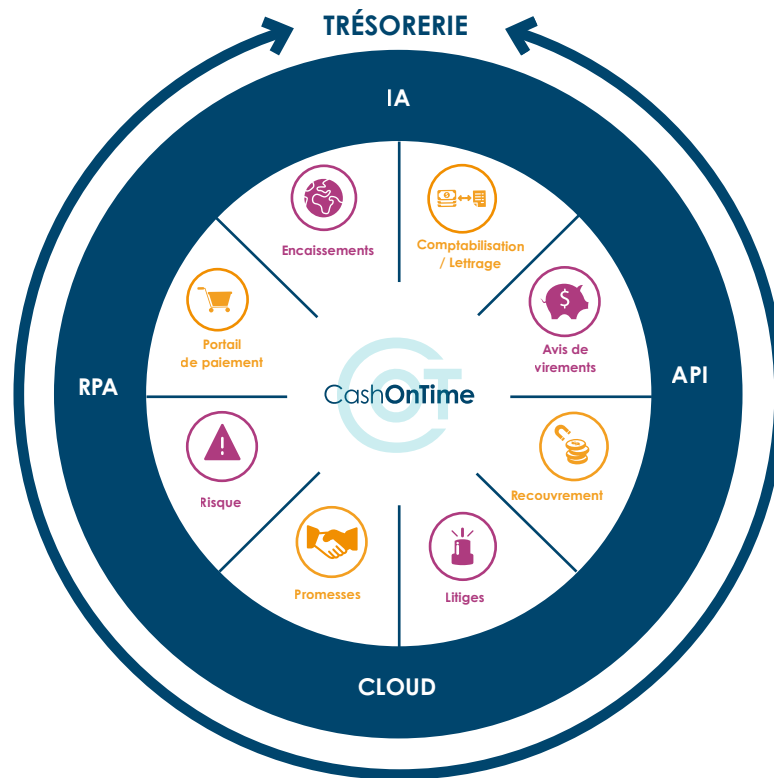 TRÉSORERIE
IA
Encaissements
Comptabilisation
/ Lettrage
Portail
de paiement
Avis de
virements
RPA
CashOnTime
COT
API
Risque
Recouvrement
Promesses
Litiges
CLOUD